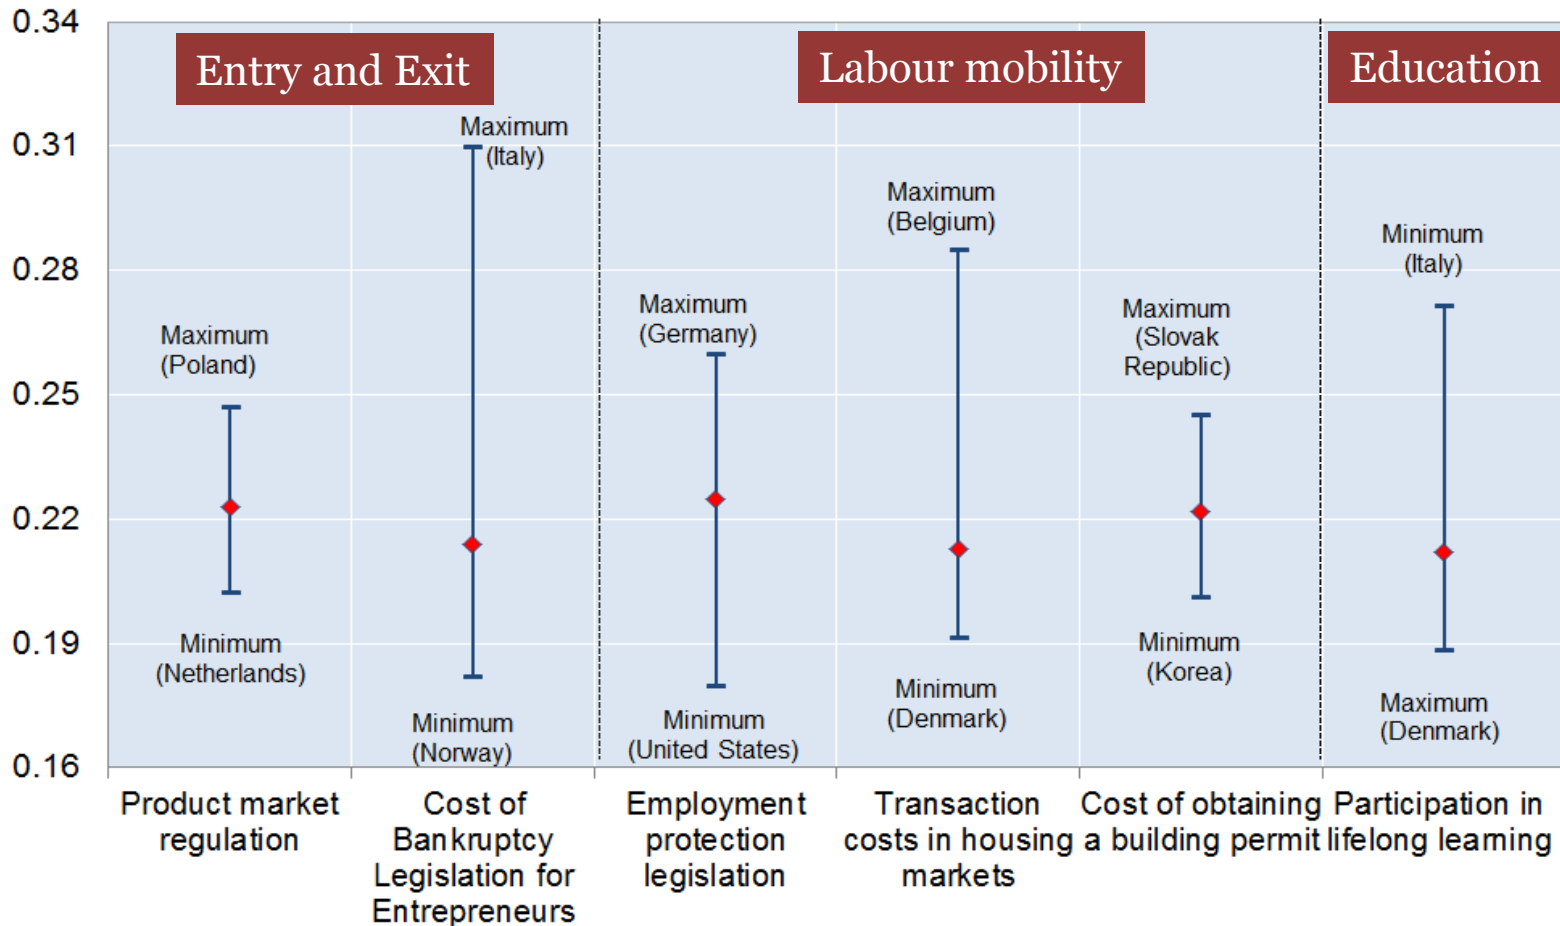 0.34
0.31
0.28
0.25
0.22
0.19
0.16
Entry and Exit
Labour mobility
Education
Maximum
(Poland)
Minimum
(Netherlands)
Maximum
(Italy)
Minimum
(Norway)
Maximum
(Germany)
Minimum
(United States)
Maximum
(Belgium)
Minimum
(Denmark)
Maximum
(Slovak
Republic)
Minimum
(Korea)
Minimum
(Italy)
Maximum
(Denmark)
Product market
regulation
Cost of
Bankruptcy
Legislation for
Entrepreneurs
Employment
protection
legislation
Transaction
costs in housing
markets
Cost of obtaining
a building permit
Participation in
lifelong learning